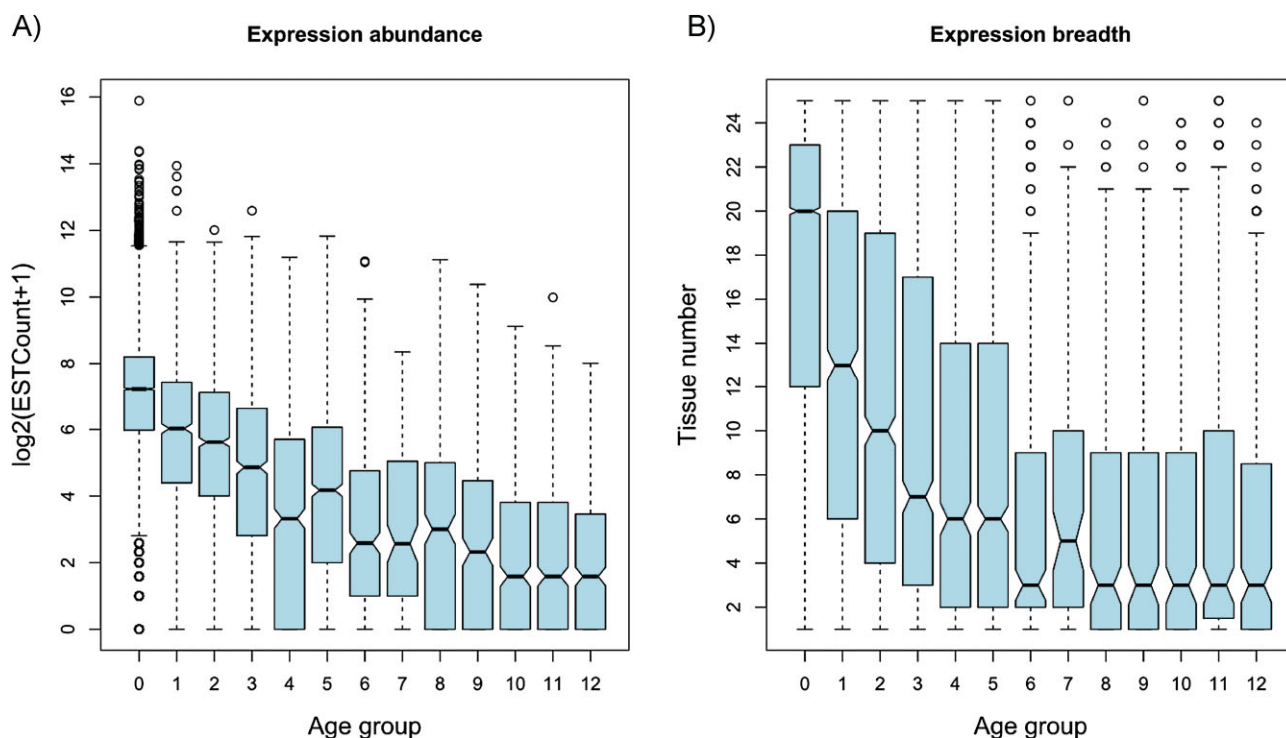 A)
Expression abundance
log2(ESTCount+1)
16
14
12
10
8
6
4
2
0
0 1 2 3 4 5 6 7 8 9 10 11 12
Age group
B)
Expression breadth
Tissue number
24
22
20
18
16
14
12
10
8
6
4
2
0 1 2 3 4 5 6 7 8 9 10 11 12
Age group